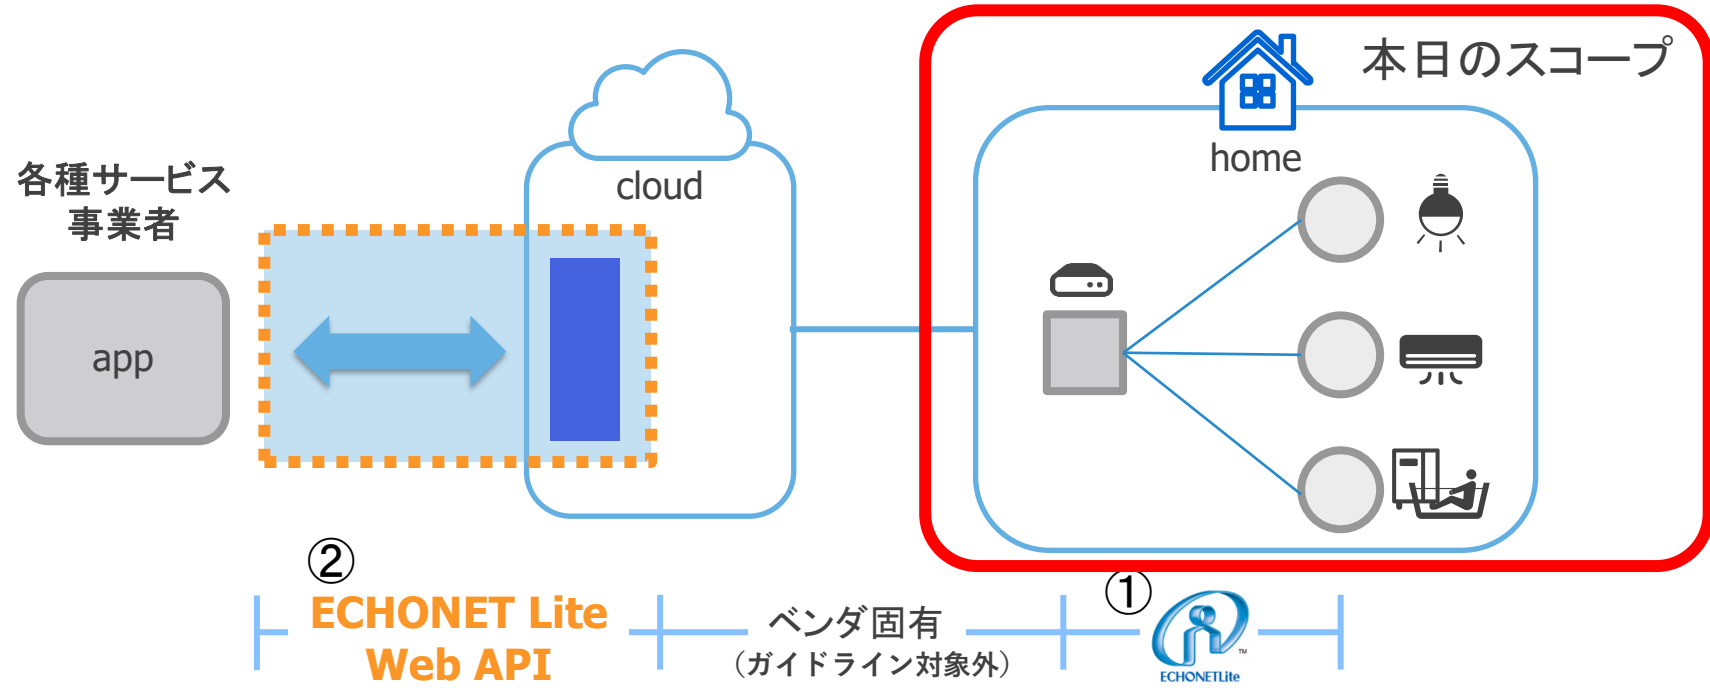 本日のスコープ
home
cloud
各種サービス
事業者
app
②
ECHONET Lite
Web API
ベンダ固有
（ガイドライン対象外）
①
TM
ECHONETLite